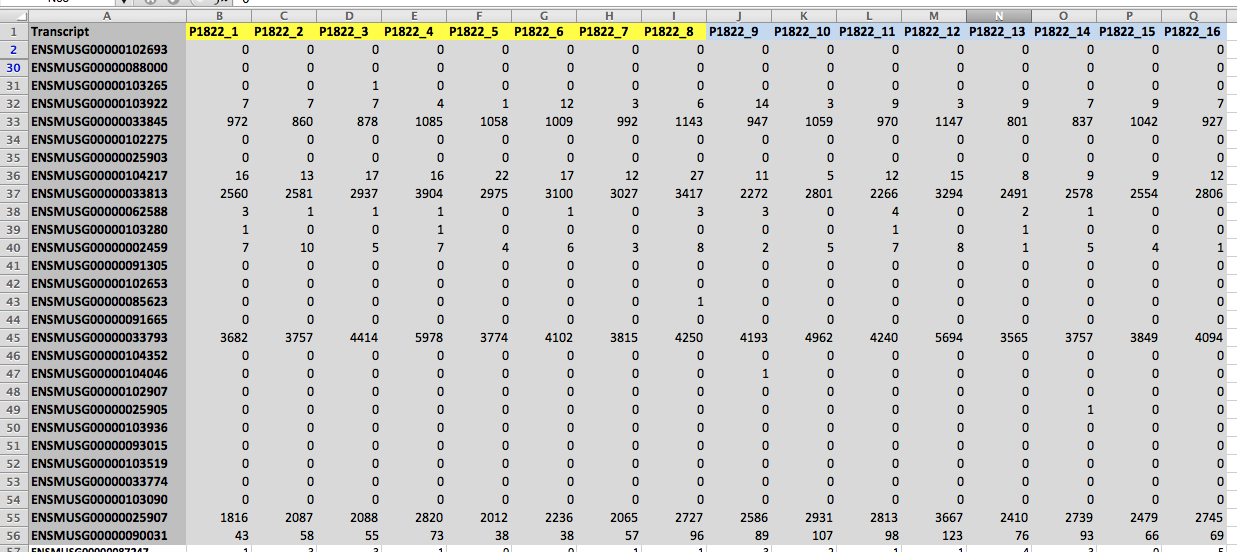 A B C D E F G H I J K L M N O P Q
1 Transcript P1822_1 P1822_2 P1822_3 P1822_4 P1822_5 P1822_6 P1822_7 P1822_8 P1822_9 P1822_10 P1822_11 P1822_12 P1822_13 P1822_14 P1822_15 P1822_16
2 ENSMUSG00000102693 0 0 0 0 0 0 0 0 0 0 0 0 0 0 0 0
30 ENSMUSG00000088000 0 0 0 0 0 0 0 0 0 0 0 0 0 0 0 0
31 ENSMUSG00000103265 0 0 1 0 0 0 0 0 0 0 0 0 0 0 0 0
32 ENSMUSG00000103922 7 7 7 4 1 12 3 6 14 3 9 3 9 7 9 7
33 ENSMUSG00000033845 972 860 878 1085 1058 1009 992 1143 947 1059 970 1147 801 837 1042 927
34 ENSMUSG00000102275 0 0 0 0 0 0 0 0 0 0 0 0 0 0 0 0
35 ENSMUSG00000025903 0 0 0 0 0 0 0 0 0 0 0 0 0 0 0 0
36 ENSMUSG00000104217 16 13 17 16 22 17 12 27 11 5 12 15 8 9 9 12
37 ENSMUSG00000033813 2560 2581 2937 3904 2975 3100 3027 3417 2272 2801 2266 3294 2491 2578 2554 2806
38 ENSMUSG00000062588 3 1 1 1 0 1 0 3 3 0 4 0 2 1 0 0
39 ENSMUSG00000103280 1 0 0 1 0 0 0 0 0 0 1 0 1 0 0 0
40 ENSMUSG00000002459 7 10 5 7 4 6 3 8 2 5 7 8 1 5 4 1
41 ENSMUSG00000091305 0 0 0 0 0 0 0 0 0 0 0 0 0 0 0 0
42 ENSMUSG00000102653 0 0 0 0 0 0 0 0 0 0 0 0 0 0 0 0
43 ENSMUSG00000085623 0 0 0 0 0 0 0 1 0 0 0 0 0 0 0 0
44 ENSMUSG00000091665 0 0 0 0 0 0 0 0 0 0 0 0 0 0 0 0
45 ENSMUSG00000033793 3682 3757 4414 5978 3774 4102 3815 4250 4193 4962 4240 5694 3565 3757 3849 4094
46 ENSMUSG00000104352 0 0 0 0 0 0 0 0 0 0 0 0 0 0 0 0
47 ENSMUSG00000104046 0 0 0 0 0 0 0 0 1 0 0 0 0 0 0 0
48 ENSMUSG00000102907 0 0 0 0 0 0 0 0 0 0 0 0 0 0 0 0
49 ENSMUSG00000025905 0 0 0 0 0 0 0 0 0 0 0 0 0 1 0 0
50 ENSMUSG00000103936 0 0 0 0 0 0 0 0 0 0 0 0 0 0 0 0
51 ENSMUSG00000093015 0 0 0 0 0 0 0 0 0 0 0 0 0 0 0 0
52 ENSMUSG00000103519 0 0 0 0 0 0 0 0 0 0 0 0 0 0 0 0
53 ENSMUSG00000033774 0 0 0 0 0 0 0 0 0 0 0 0 0 0 0 0
54 ENSMUSG00000103090 0 0 0 0 0 0 0 0 0 0 0 0 0 0 0 0
55 ENSMUSG00000025907 1816 2087 2088 2820 2012 2236 2065 2727 2586 2931 2813 3667 2410 2739 2479 2745
56 ENSMUSG00000090031 43 58 55 73 38 38 57 96 89 107 98 123 76 93 66 69